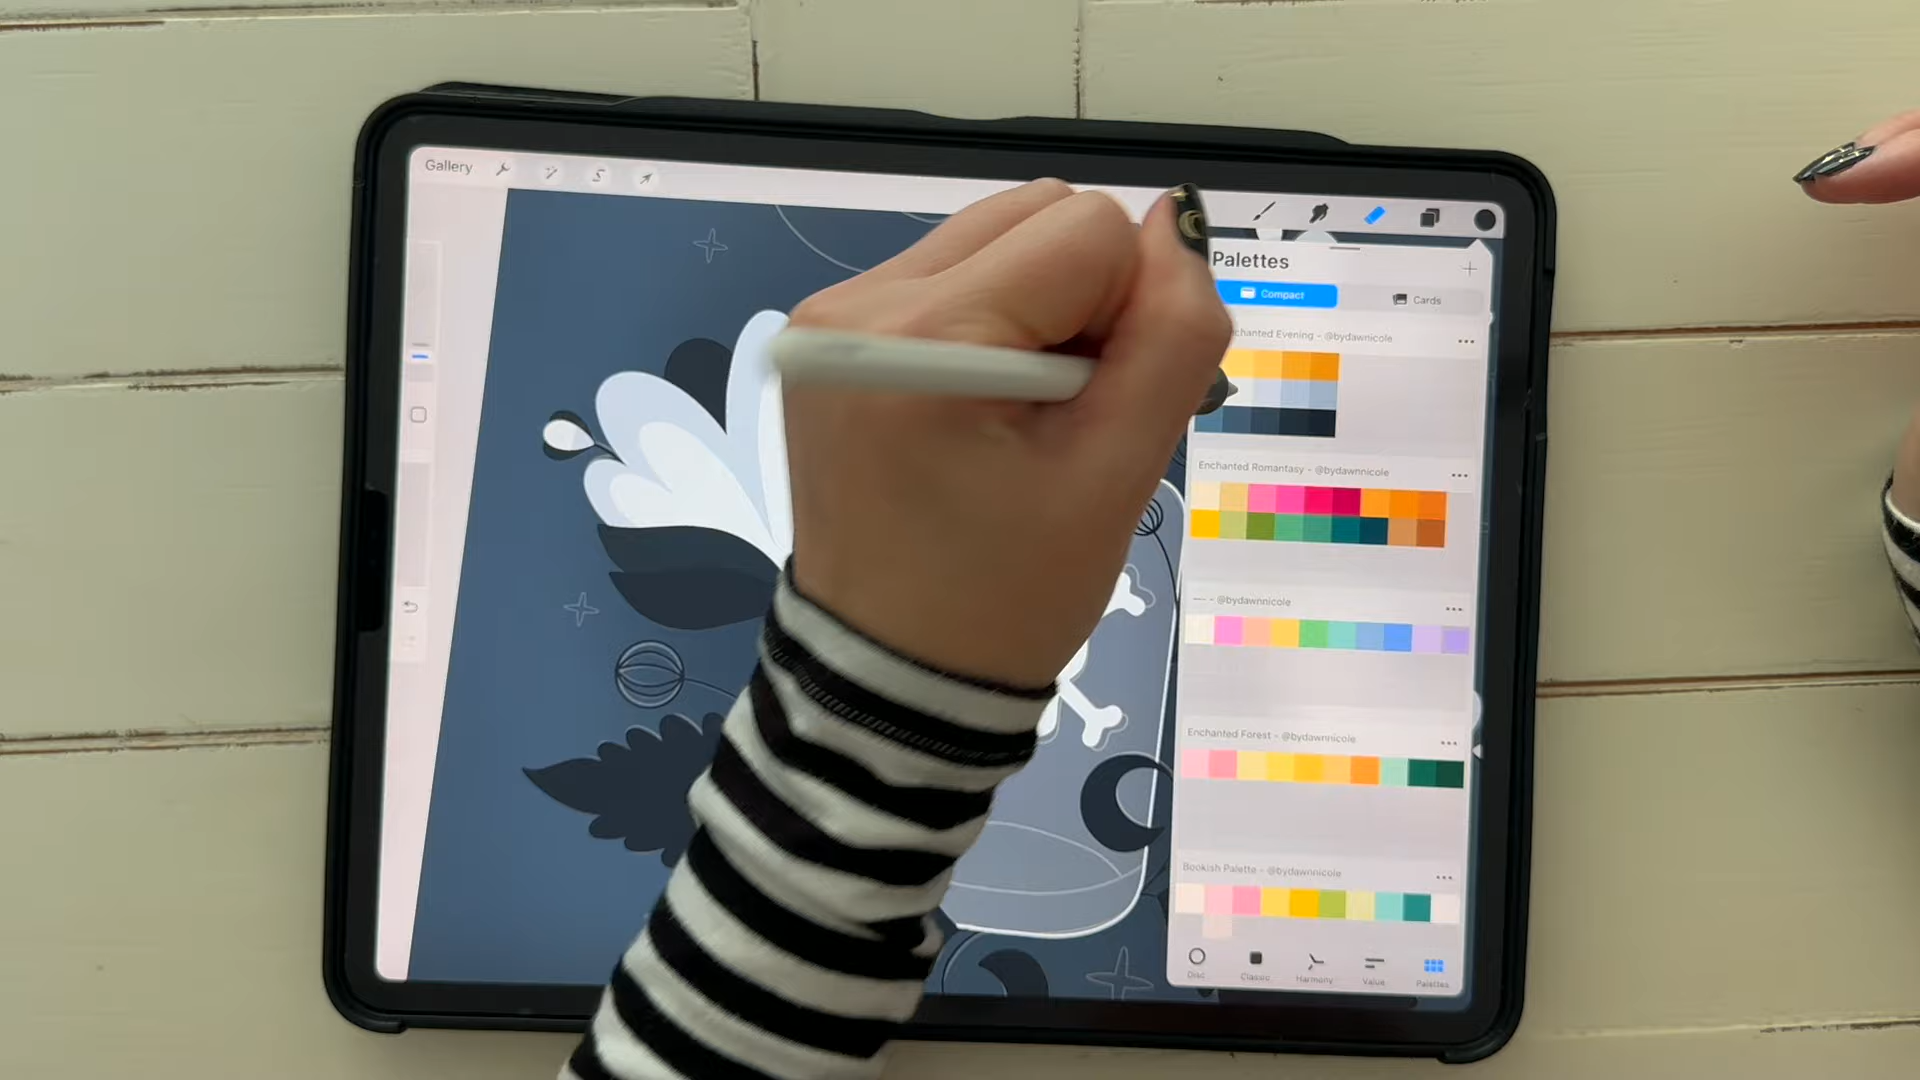 Gallery
Palettes
Compact
Cards
chanted Evening - @bydawnnicole
Enchanted Romantasy - @bydawnnicole
- @bydawnnicole
Enchanted Forest - @bydawnnicole
Bookish Palette - @bydawnnicole
Disc
Classic
Harmony
Value
Palettes